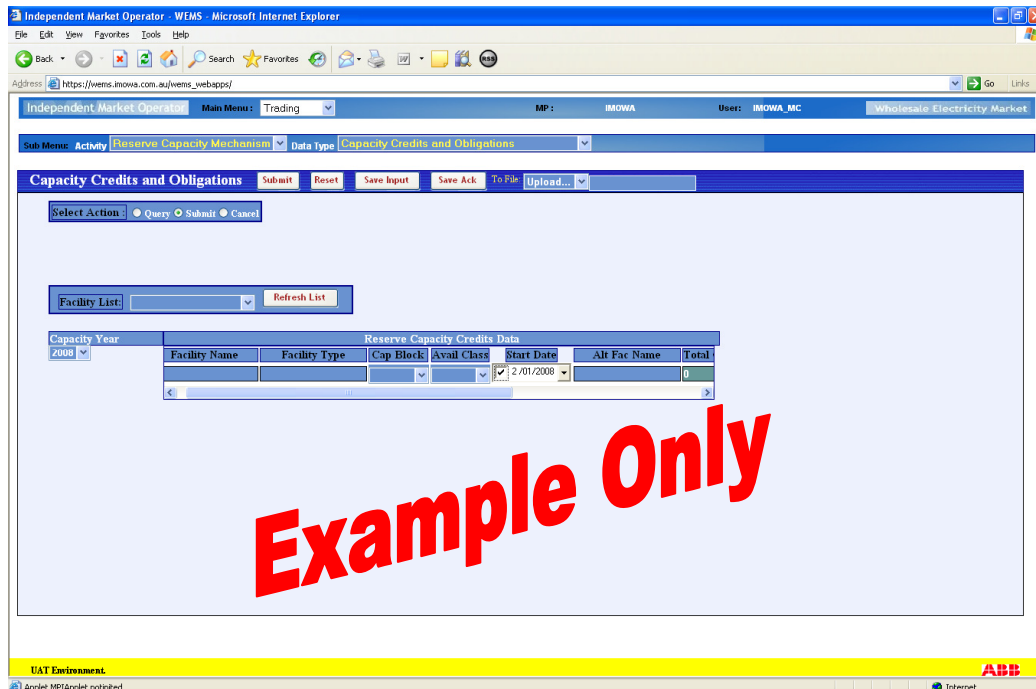 Independent Market Operator - WEMS - Microsoft Internet Explorer
File Edit View Favorites Tools Help
Back Search Favorites RSS
Address https://wems.imowa.com.au/wems_webapps/ Go Links
Independent Market Operator Main Menu : Trading MP : IMOWA User: IMOWA_MC Wholesale Electricity Market
Sub Menu: Activity Reserve Capacity Mechanism Data Type Capacity Credits and Obligations
Capacity Credits and Obligations Submit Reset Save Input Save Ack To File: Upload...
Select Action : Query Submit Cancel
Facility List: Refresh List
Capacity Year Reserve Capacity Credits Data
2008 Facility Name Facility Type Cap Block Avail Class Start Date Alt Fac Name Total
2 /01/2008 0
Example Only
UAT Environment. ABB
Applet MPIApplet notinited Internet